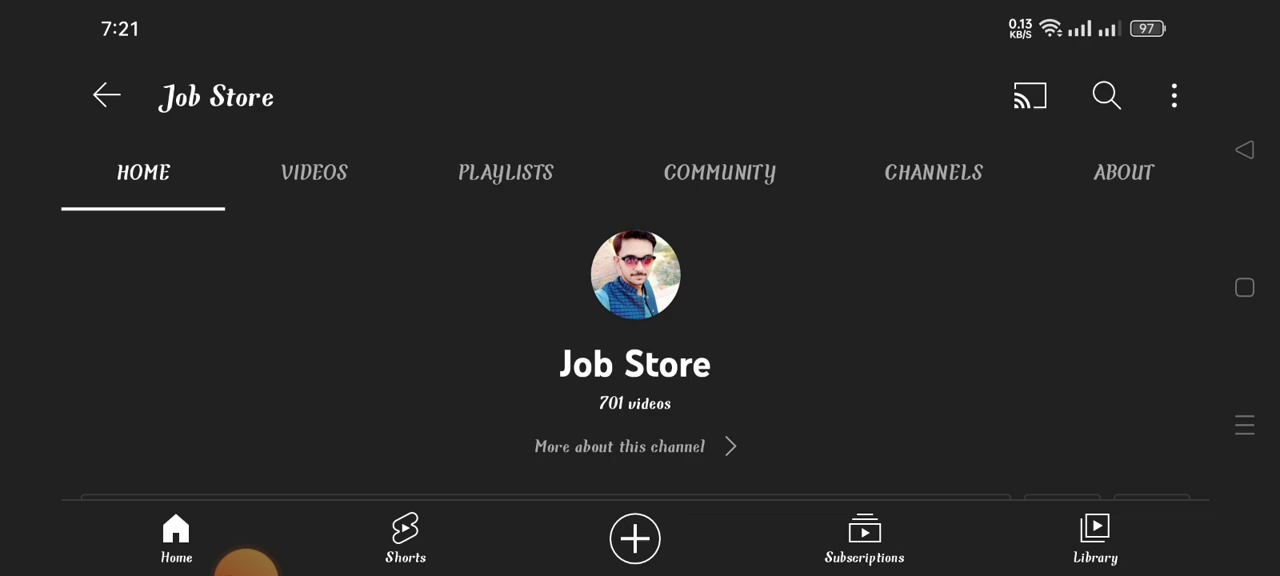 7:21
0.13 KB/S 97
Job Store
HOME VIDEOS PLAYLISTS COMMUNITY CHANNELS ABOUT
Job Store
701 videos
More about this channel
Home Shorts Subscriptions Library